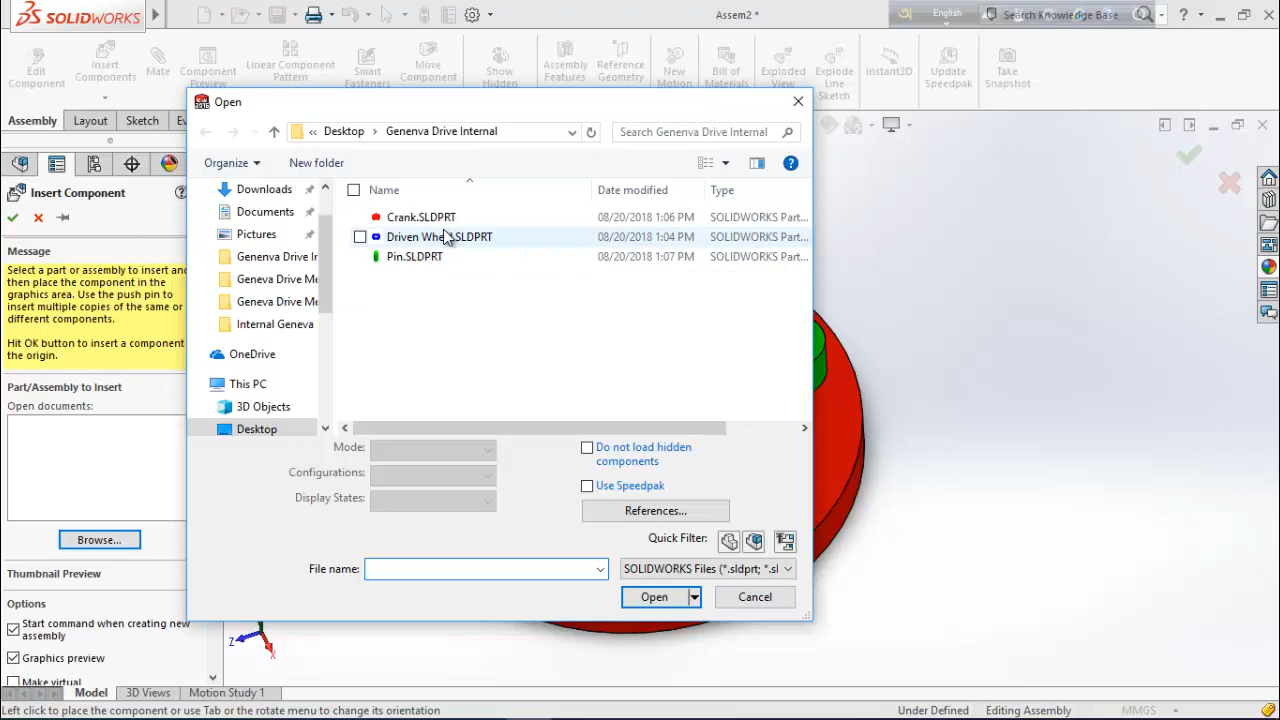 SOLIDWORKS
Assem2 *
English
Search Knowledge Base
?
Edit Component
Insert Components
Mate
Component Preview
Linear Component Pattern
Smart Fasteners
Move Component
Show Hidden
Assembly Features
Reference Geometry
New Motion
Bill of Materials
Exploded View
Explode Line Sketch
Instant3D
Update Speedpak
Take Snapshot
Assembly
Layout
Sketch
Ev
Insert Component
Message
Select a part or assembly to insert and
then place the component in the
graphics area. Use the push pin to
insert multiple copies of the same or
different components.
Hit OK button to insert a component
the origin.
Part/Assembly to Insert
Open documents:
Browse...
Thumbnail Preview
Options
Start command when creating new
assembly
Graphics preview
Make virtual
Open
« Desktop > Genenva Drive Internal
Search Genenva Drive Internal
Organize
New folder
Downloads
Documents
Pictures
Genenva Drive Ir
Geneva Drive Me
Geneva Drive Me
Internal Geneva
OneDrive
This PC
3D Objects
Desktop
Name
Date modified
Type
Crank.SLDPRT 08/20/2018 1:06 PM SOLIDWORKS Part...
08/20/2018 1:04 PM SOLIDWORKS Part...
Pin.SLDPRT 08/20/2018 1:07 PM SOLIDWORKS Part...
Mode:
Configurations:
Display States:
Do not load hidden
components
Use Speedpak
References...
Quick Filter:
File name:
SOLIDWORKS Files (*.sldprt; *.sl
Open
Cancel
Z
X
Model
3D Views
Motion Study 1
Left click to place the component or use Tab or the rotate menu to change its orientation
Under Defined
Editing Assembly
MMGS